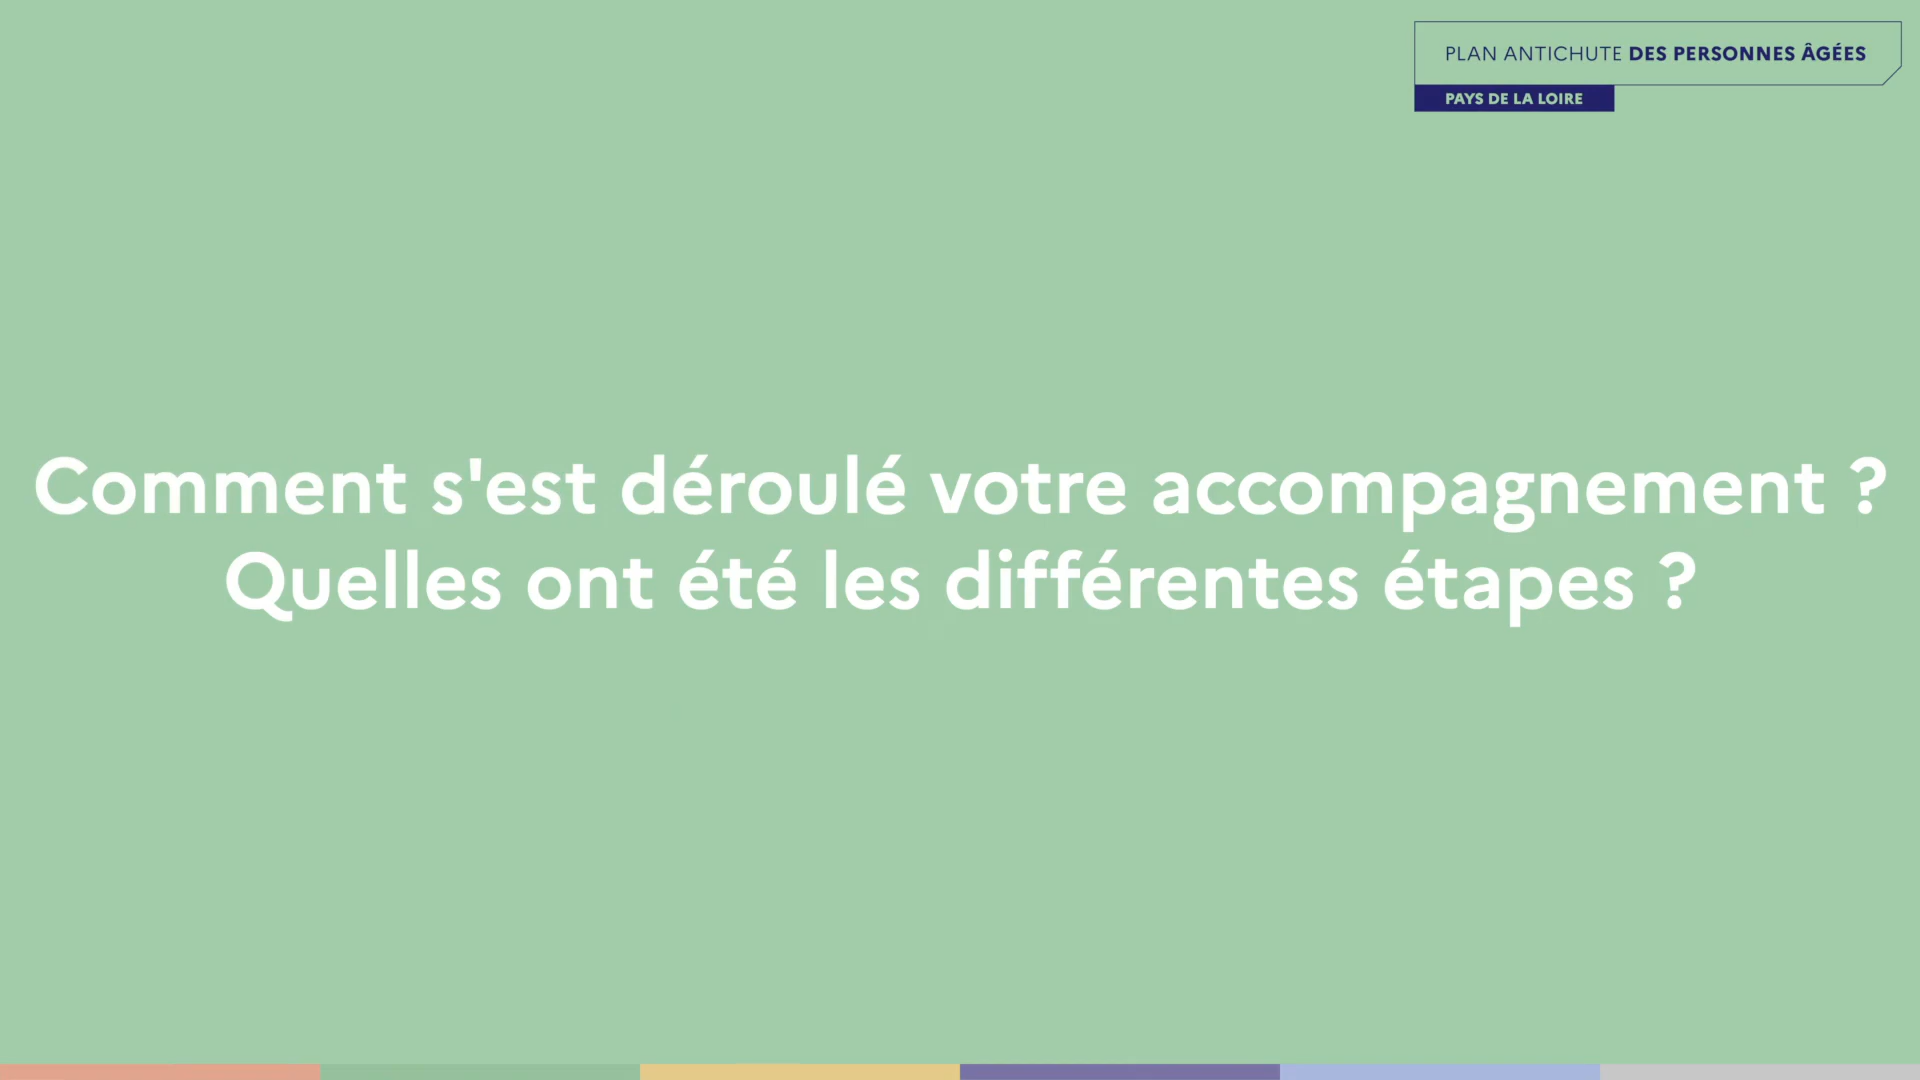 PLAN ANTICHUTE DES PERSONNES ÂGÉES
PAYS DE LA LOIRE
Comment s'est déroulé votre accompagnement ?
Quelles ont été les différentes étapes ?